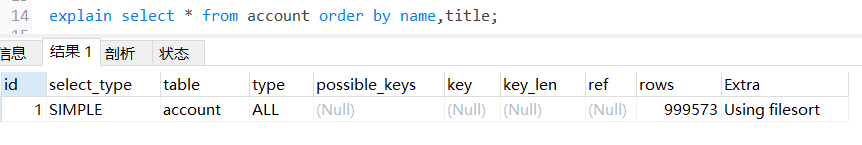 14 explain select * from account order by name,title;
信息 结果 1 剖析 状态
id select_type table type possible_keys key key_len ref rows Extra
1 SIMPLE account ALL (Null) (Null) (Null) (Null) 999573 Using filesort